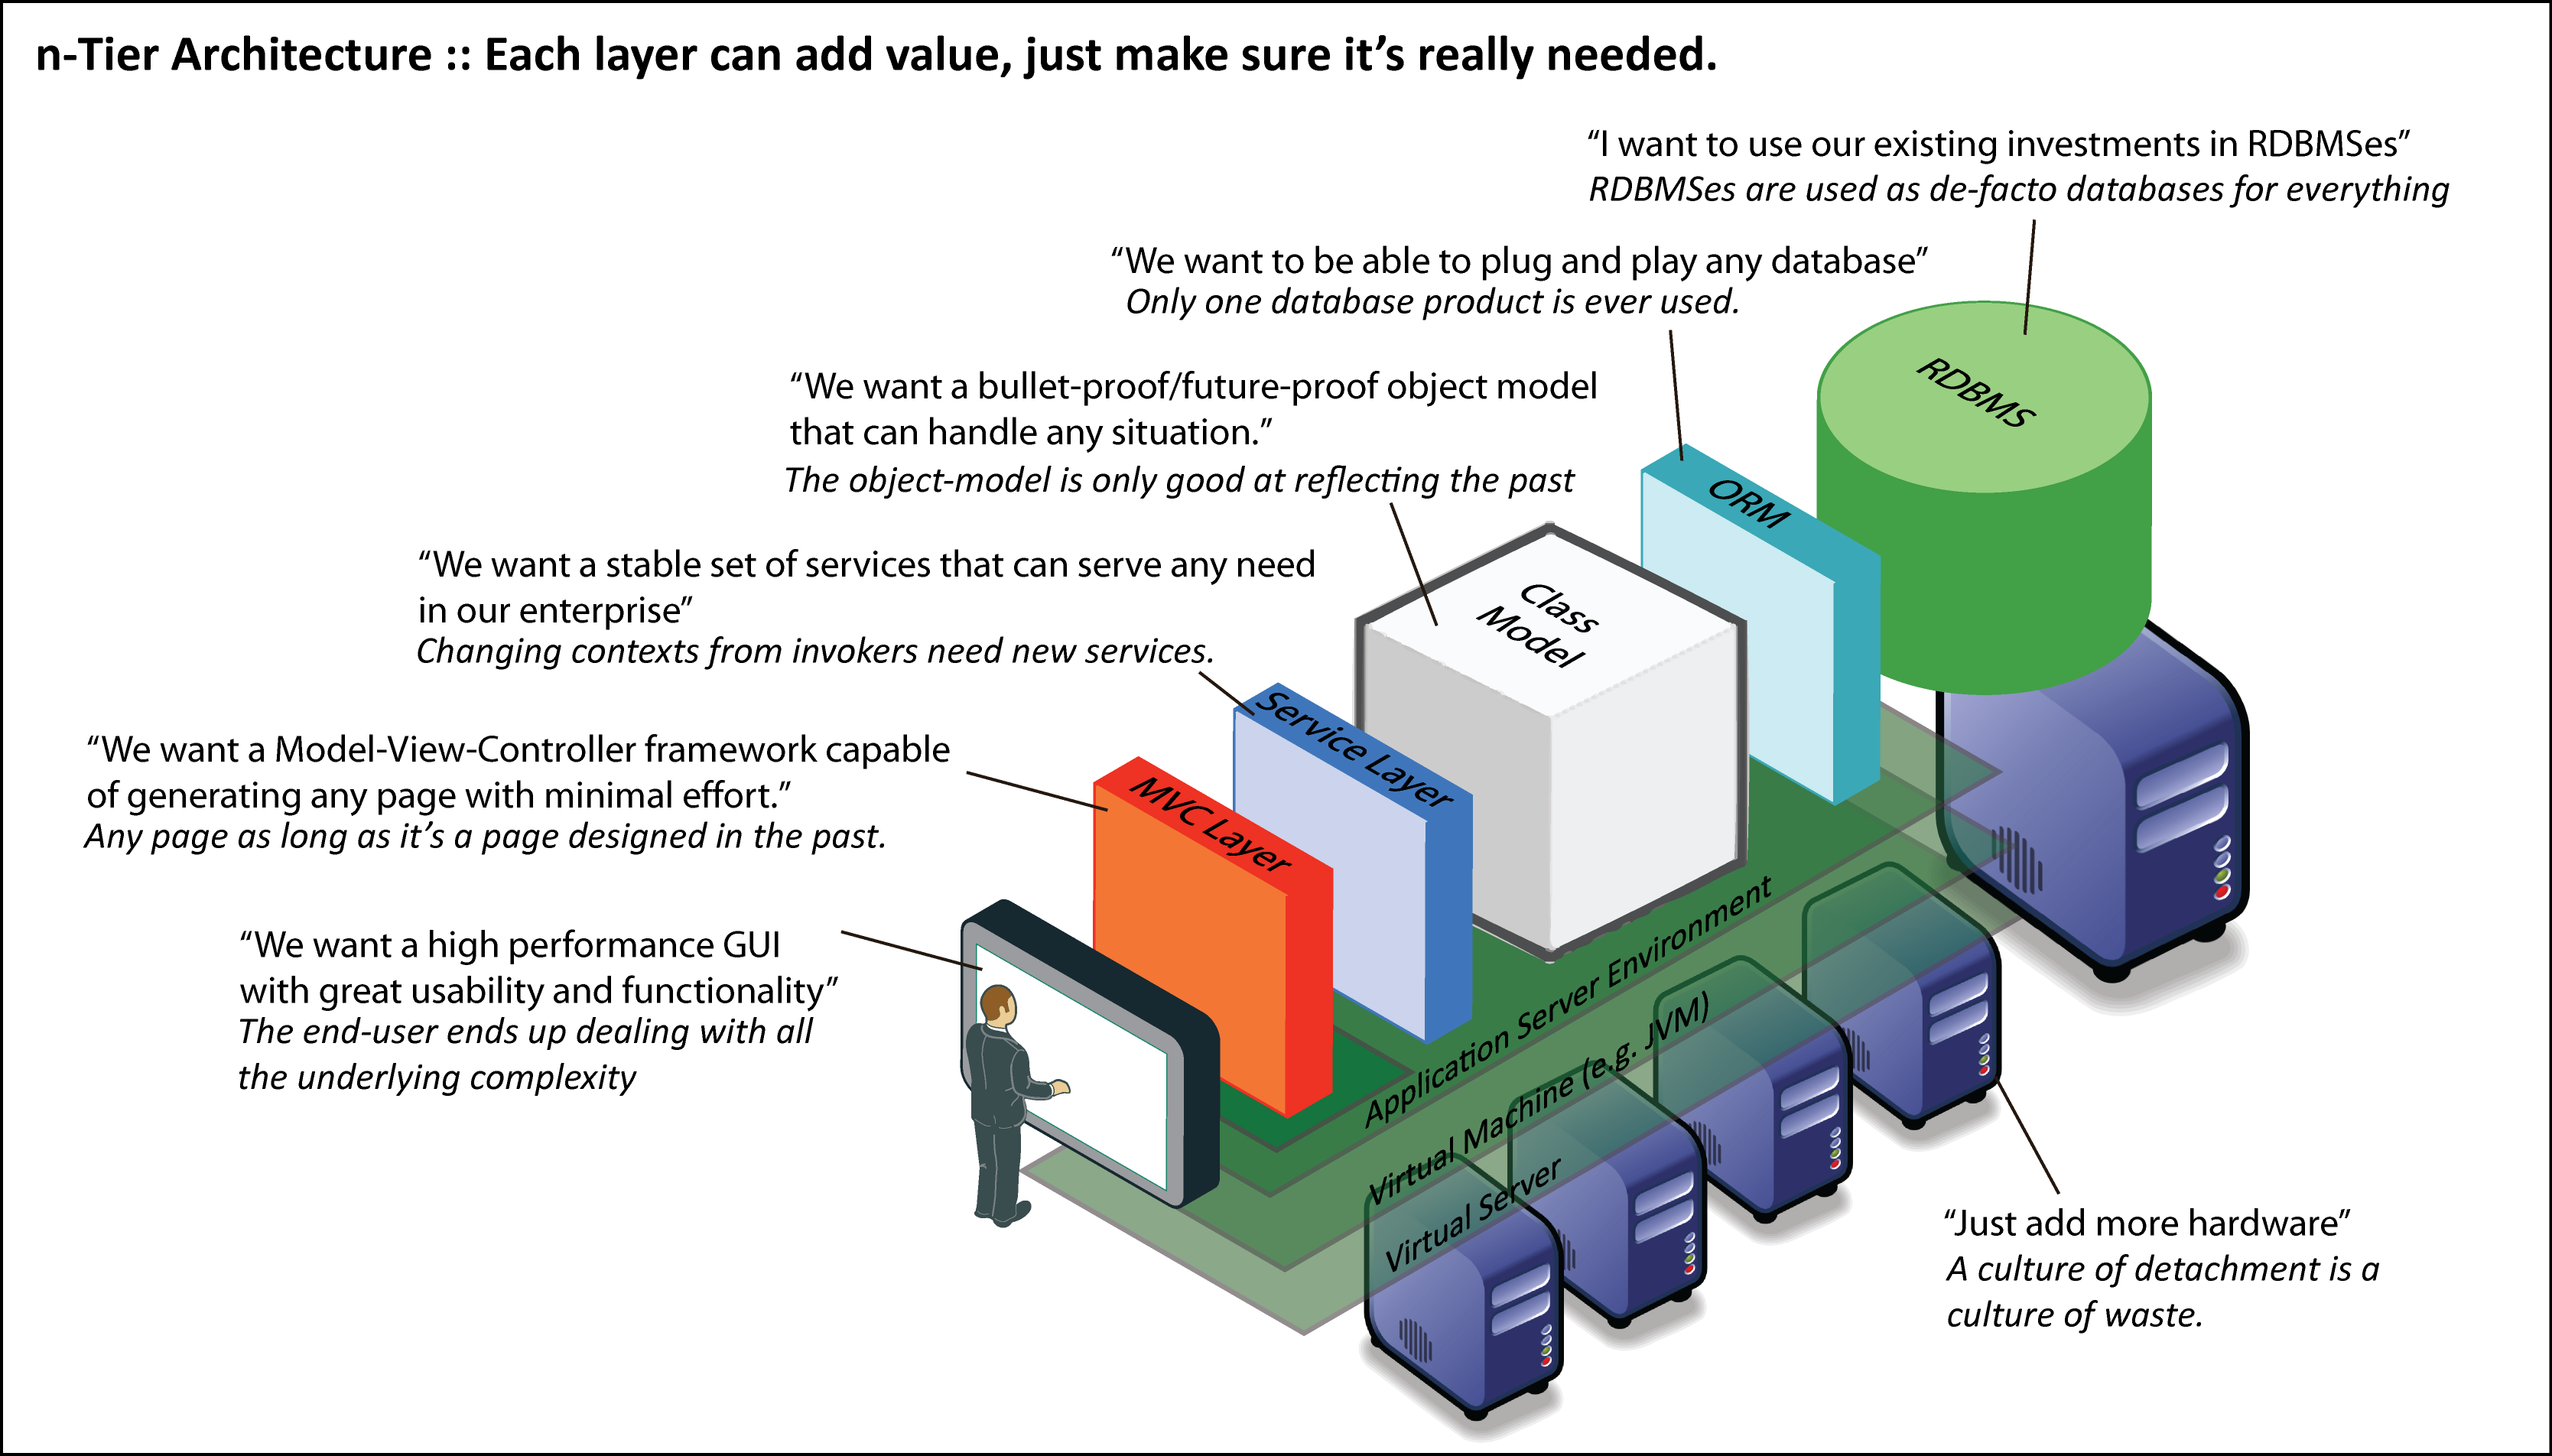 n-Tier Architecture :: Each layer can add value, just make sure it’s really needed.
“I want to use our existing investments in RDBMSes”
RDBMSes are used as de-facto databases for everything
“We want to be able to plug and play any database”
Only one database product is ever used.
RDBMS
“We want a bullet-proof/future-proof object model
that can handle any situation.”
The object-model is only good at reflecting the past
ORM
“We want a stable set of services that can serve any need
in our enterprise”
Changing contexts from invokers need new services.
Class
Model
Service Layer
“We want a Model-View-Controller framework capable
of generating any page with minimal effort.”
Any page as long as it’s a page designed in the past.
MVC Layer
“We want a high performance GUI
with great usability and functionality”
The end-user ends up dealing with all
the underlying complexity
Application Server Environment
Virtual Machine (e.g. JVM)
Virtual Server
“Just add more hardware”
A culture of detachment is a
culture of waste.